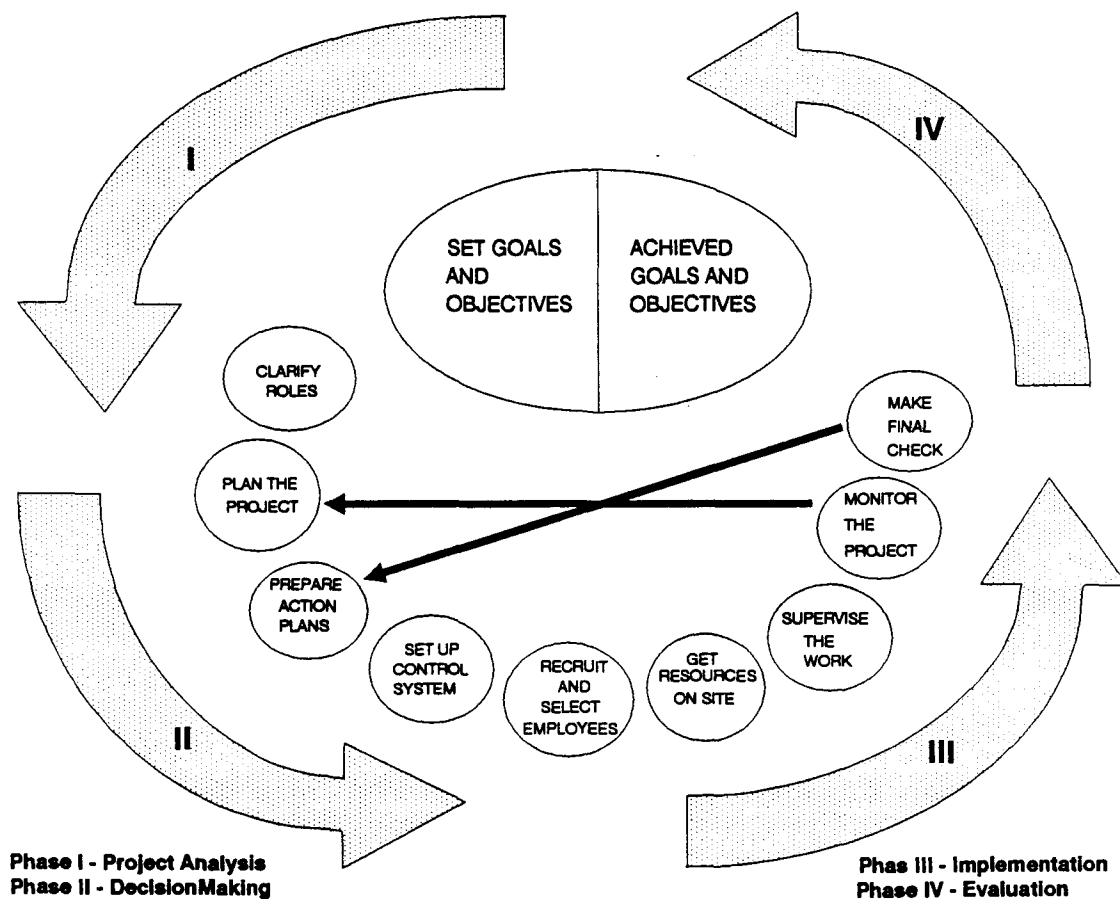 I
IV
SET GOALS
AND
OBJECTIVES
ACHIEVED
GOALS AND
OBJECTIVES
CLARIFY
ROLES
PLAN THE
PROJECT
PREPARE
ACTION
PLANS
SET UP
CONTROL
SYSTEM
RECRUIT
AND
SELECT
EMPLOYEES
GET
RESOURCES
ON SITE
SUPERVISE
THE
WORK
MONITOR
THE
PROJECT
MAKE
FINAL
CHECK
II
III
Phase I - Project Analysis
Phase II - DecisionMaking
Phas III - Implementation
Phase IV - Evaluation